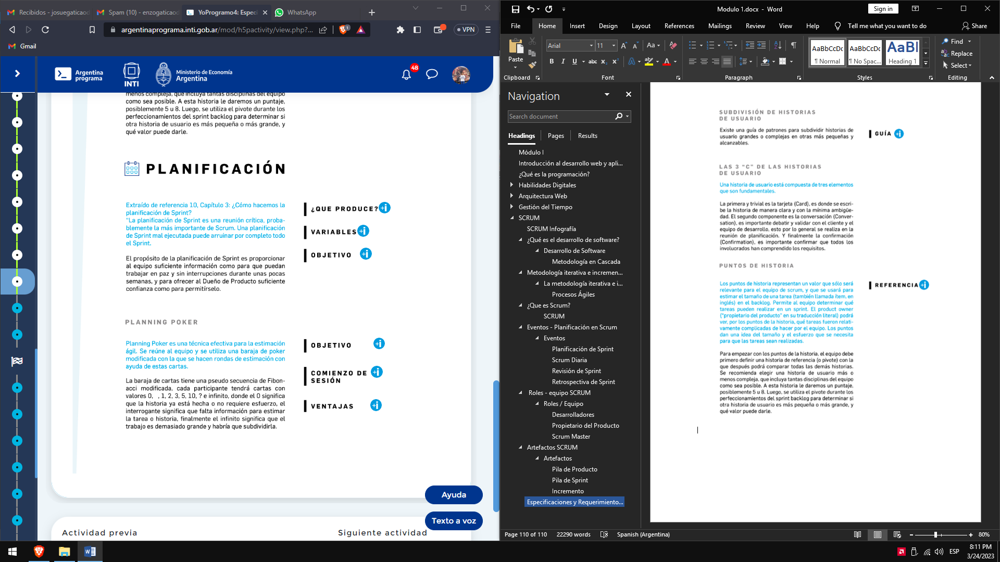 Recibidos - josuegaticaod
Spam (10) - enzogaticaod
YoProgramo4: Especi
WhatsApp
argentinaprograma.inti.gob.ar/mod/h5pactivity/view.php?...
1
VPN
Gmail
Argentina
programa
INTI
Ministerio de Economía
Argentina
48
menos compleja, que incluya tantas disciplinas del equipo
como sea posible. A esta historia le daremos un puntaje,
posiblemente 5 u 8. Luego, se utiliza el pivote durante los
perfeccionamientos del sprint backlog para determinar si
otra historia de usuario es más pequeña o más grande, y
qué valor puede darle.
PLANIFICACIÓN
Extraído de referencia 10, Capítulo 3: ¿Cómo hacemos la
planificación de Sprint?
"La planificación de Sprint es una reunión crítica, proba-
blemente la más importante de Scrum. Una planificación
de Sprint mal ejecutada puede arruinar por completo todo
el Sprint.
El propósito de la planificación de Sprint es proporcionar
al equipo suficiente información como para que puedan
trabajar en paz y sin interrupciones durante unas pocas
semanas, y para ofrecer al Dueño de Producto suficiente
confianza como para permitírselo.
¿QUE PRODUCE? +i
VARIABLES +i
OBJETIVO +i
PLANNING POKER
Planning Poker es una técnica efectiva para la estimación
ágil. Se reúne al equipo y se utiliza una baraja de poker
modificada con la que se hacen rondas de estimación con
ayuda de estas cartas.
La baraja de cartas tiene una pseudo secuencia de Fibon-
acci modificada, cada participante tendrá cartas con
valores 0, , 1, 2, 3, 5, 10, ? e infinito, donde el 0 significa
que la historia ya está hecha o no requiere esfuerzo, el
interrogante significa que falta información para estimar
la tarea o historia, finalmente el infinito significa que el
trabajo es demasiado grande y habría que subdividirla.
OBJETIVO +i
COMIENZO DE +i
SESIÓN
VENTAJAS +i
Ayuda
Texto a voz
Actividad previa
Siguiente actividad
Modulo 1.docx - Word
Sign in
File Home Insert Design Layout References Mailings Review View Help Tell me what you want to do Share
Paste
Clipboard
Arial 11
Font
Paragraph
AaBbCcDc AaBbCcDc AaBl
¶ Normal ¶ No Spac... Heading 1
Styles
Find
Replace
Select
Editing
Navigation
Search document
Headings Pages Results
Módulo I
Introducción al desarrollo web y apli...
¿Qué es la programación?
Habilidades Digitales
Arquitectura Web
Gestión del Tiempo
SCRUM
SCRUM Infografía
¿Qué es el desarrollo de software?
Desarrollo de Software
Metodología en Cascada
Metodología iterativa e incremen...
La metodología iterativa e i...
Procesos Ágiles
¿Que es Scrum?
SCRUM
Eventos - Planificación en Scrum
Eventos
Planificación de Sprint
Scrum Diaria
Revisión de Sprint
Retrospectiva de Sprint
Roles - equipo SCRUM
Roles / Equipo
Desarrolladores
Propietario del Producto
Scrum Master
Artefactos SCRUM
Artefactos
Pila de Producto
Pila de Sprint
Incremento
Especificaciones y Requerimiento...
SUBDIVISIÓN DE HISTORIAS
DE USUARIO
Existe una guía de patrones para subdividir historias de
usuario grandes o complejas en otras más pequeñas y
alcanzables.
GUÍA +i
LAS 3 "C" DE LAS HISTORIAS
DE USUARIO
Una historia de usuario está compuesta de tres elementos
que son fundamentales.
La primera y trivial es la tarjeta (Card), es donde se escri-
be la historia de manera clara y con la mínima ambigüe-
dad. El segundo componente es la conversación (Conver-
sation), es importante debatir y validar con el cliente y el
equipo de desarrollo, esto por lo general se realiza en la
reunión de planificación. Y finalmente la confirmación
(Confirmation), es importante confirmar que todos los
involucrados han comprendido los requisitos.
PUNTOS DE HISTORIA
Los puntos de historia representan un valor que sólo será
relevante para el equipo de scrum, y que se usará para
estimar el tamaño de una tarea (también llamada ítem, en
inglés) en el backlog. Permite al equipo determinar qué
tareas pueden realizar en un sprint. El product owner
("propietario del producto" en su traducción literal) podrá
ver, por los puntos de la historia, qué tareas fueron relati-
vamente complicadas de hacer por el equipo. Los puntos
dan una idea del tamaño y el esfuerzo que se necesita
para que las tareas sean realizadas.
REFERENCIA +i
Para empezar con los puntos de la historia, el equipo debe
primero definir una historia de referencia (o pivote) con la
que después podrá comparar todas las demás historias.
Se recomienda elegir una historia de usuario más o
menos compleja, que incluya tantas disciplinas del equipo
como sea posible. A esta historia le daremos un puntaje,
posiblemente 5 u 8. Luego, se utiliza el pivote durante los
perfeccionamientos del sprint backlog para determinar si
otra historia de usuario es más pequeña o más grande, y
qué valor puede darle.
Page 110 of 110 22290 words Spanish (Argentina) 80%
ESP
8:11 PM
3/24/2023